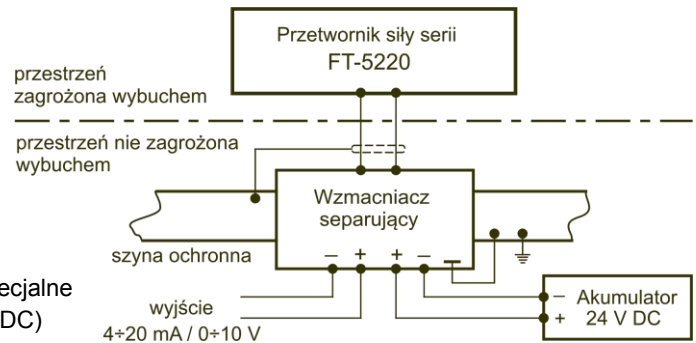 Przetwornik siły serii
FT-5220
przestrzeń
zagrożona wybuchem
przestrzeń nie zagrożona
wybuchem
Wzmacniacz
separujący
szyna ochronna
– + + –
ecjalne
DC)
wyjście
4÷20 mA / 0÷10 V
– Akumulator
+ 24 V DC